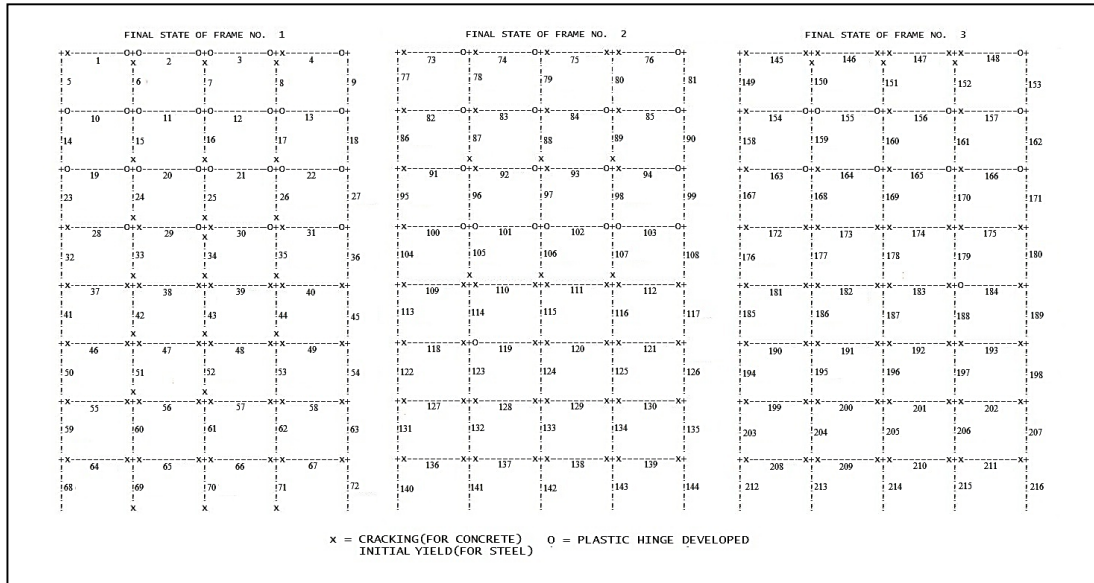 FINAL STATE OF FRAME NO. 1
1 2 3 4
5 6 7 8 9
10 11 12 13
14 15 16 17 18
19 20 21 22
23 24 25 26 27
28 29 30 31
32 33 34 35 36
37 38 39 40
41 42 43 44 45
46 47 48 49
50 51 52 53 54
55 56 57 58
59 60 61 62 63
64 65 66 67
68 69 70 71 72
FINAL STATE OF FRAME NO. 2
73 74 75 76
77 78 79 80 81
82 83 84 85
86 87 88 89 90
91 92 93 94
95 96 97 98 99
100 101 102 103
104 105 106 107 108
109 110 111 112
113 114 115 116 117
118 119 120 121
122 123 124 125 126
127 128 129 130
131 132 133 134 135
136 137 138 139
140 141 142 143 144
FINAL STATE OF FRAME NO. 3
145 146 147 148
149 150 151 152 153
154 155 156 157
158 159 160 161 162
163 164 165 166
167 168 169 170 171
172 173 174 175
176 177 178 179 180
181 182 183 184
185 186 187 188 189
190 191 192 193
194 195 196 197 198
199 200 201 202
203 204 205 206 207
208 209 210 211
212 213 214 215 216
x = CRACKING(FOR CONCRETE) O = PLASTIC HINGE DEVELOPED
INITIAL YIELD(FOR STEEL)